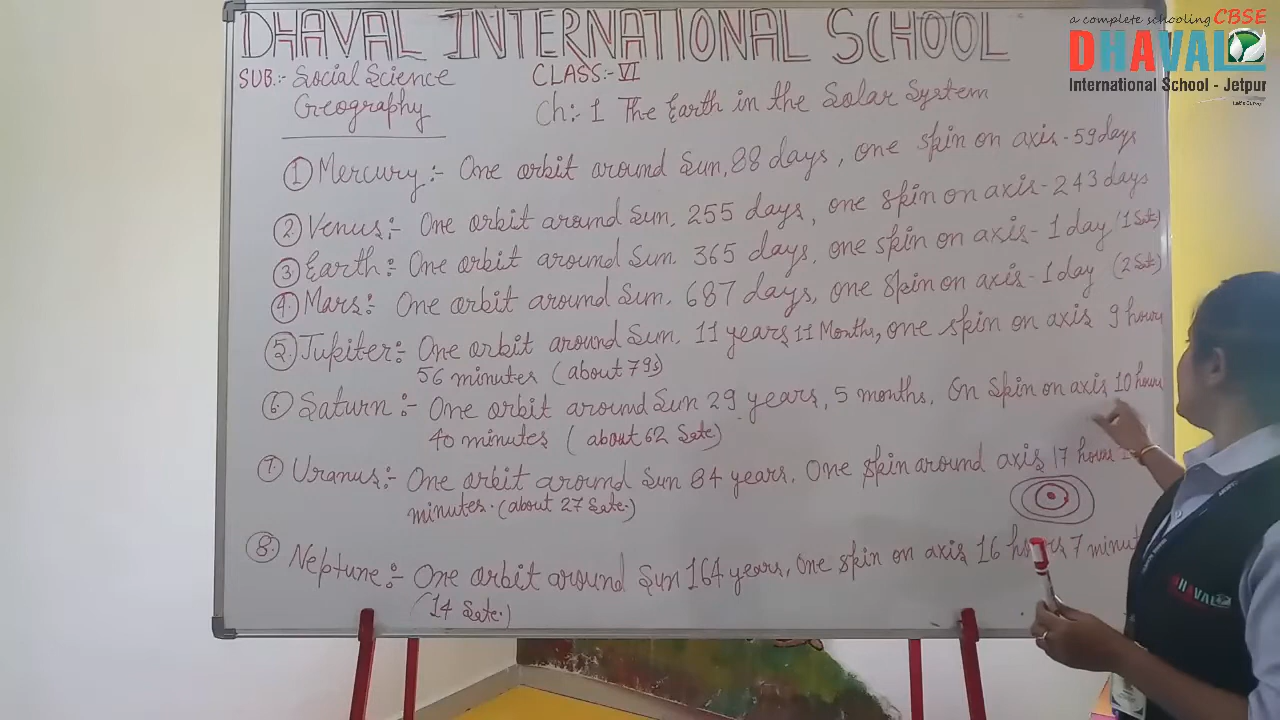 DHAVAL INTERNATIONAL SCHOOL
a complete schooling CBSE
DHAVAL
International School - Jetpur
SUB:- Social Science
CLASS:- VI
Geography
Ch:- 1 The Earth in the Solar System
① Mercury:- One orbit around Sun, 88 days, one spin on axis - 59 days
② Venus:- One orbit around Sun. 255 days, one spin on axis - 243 days
③ Earth:- One orbit around Sun. 365 days, one spin on axis - 1 day (1 Sate)
④ Mars:- One orbit around Sun. 687 days, one spin on axis - 1 day (2 Sate)
⑤ Jupiter:- One orbit around Sun. 11 years 11 Months, one spin on axis 9 hours
56 minutes (about 79s)
⑥ Saturn:- One orbit around Sun 29 years, 5 months, On Spin on axis 10 hours
40 minutes (about 62 Sate)
⑦ Uranus:- One orbit around Sun 84 years, One spin around axis 17 hours
minutes. (about 27 Sate.)
⑧ Neptune:- One orbit around Sun 164 years, One spin on axis 16 hours 7 minut
(14 Sate.)
DHAVAL